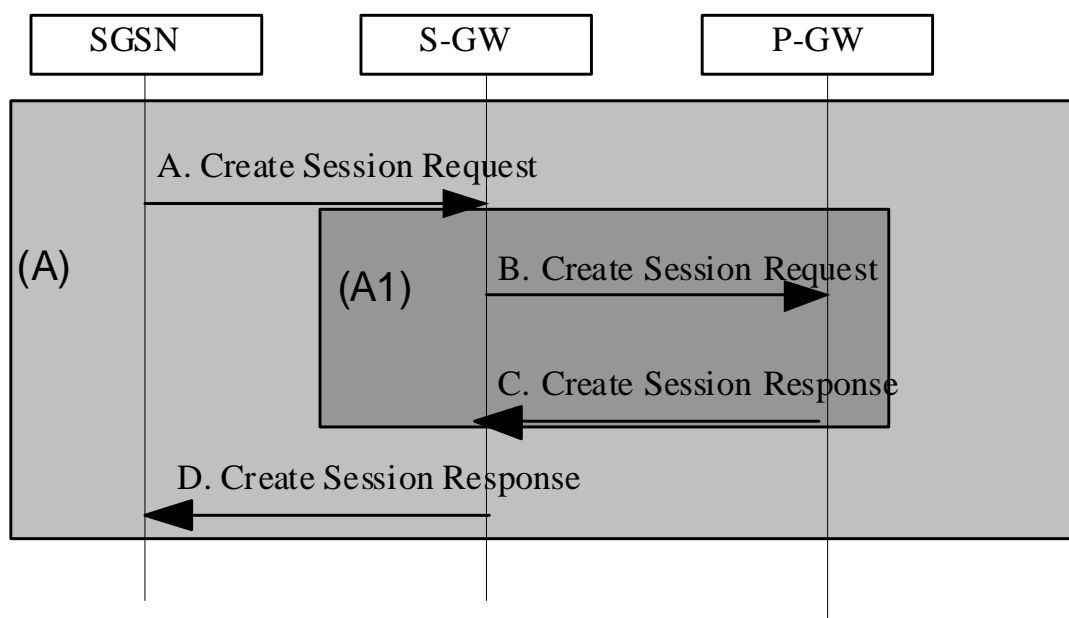 SGSN
S-GW
P-GW
A. Create Session Request
(A)
B. Create Session Request
(A1)
C. Create Session Response
D. Create Session Response